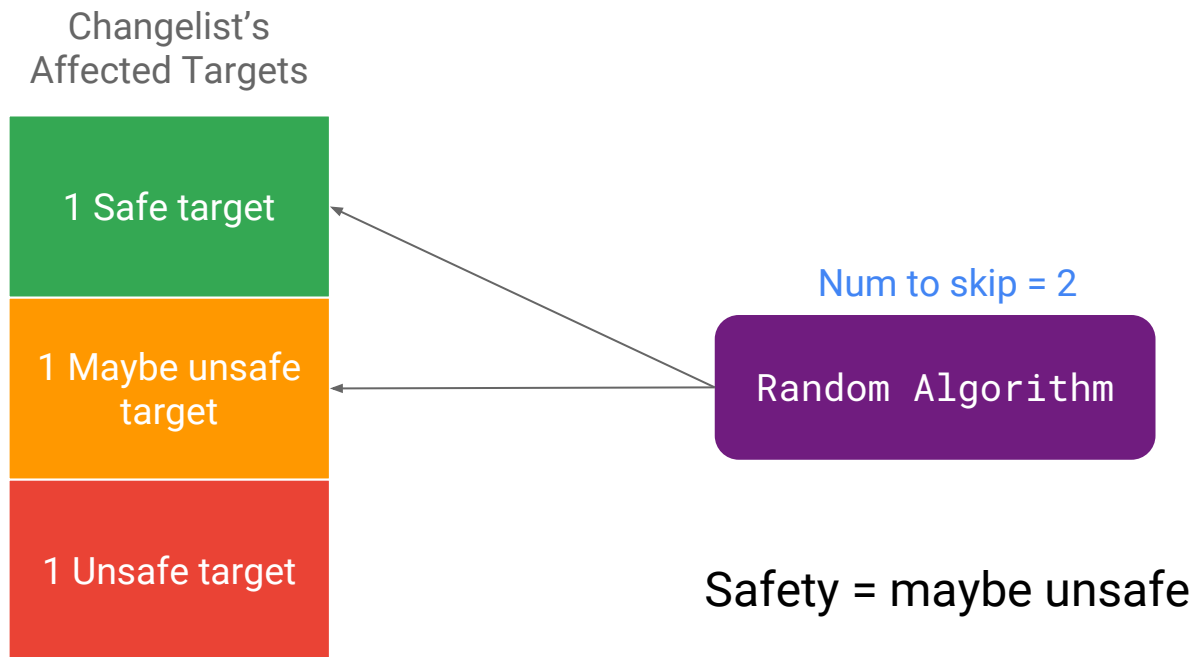 Changelist's
Affected Targets
1 Safe target
Num to skip = 2
1 Maybe unsafe
target
Random Algorithm
1 Unsafe target
Safety = maybe unsafe